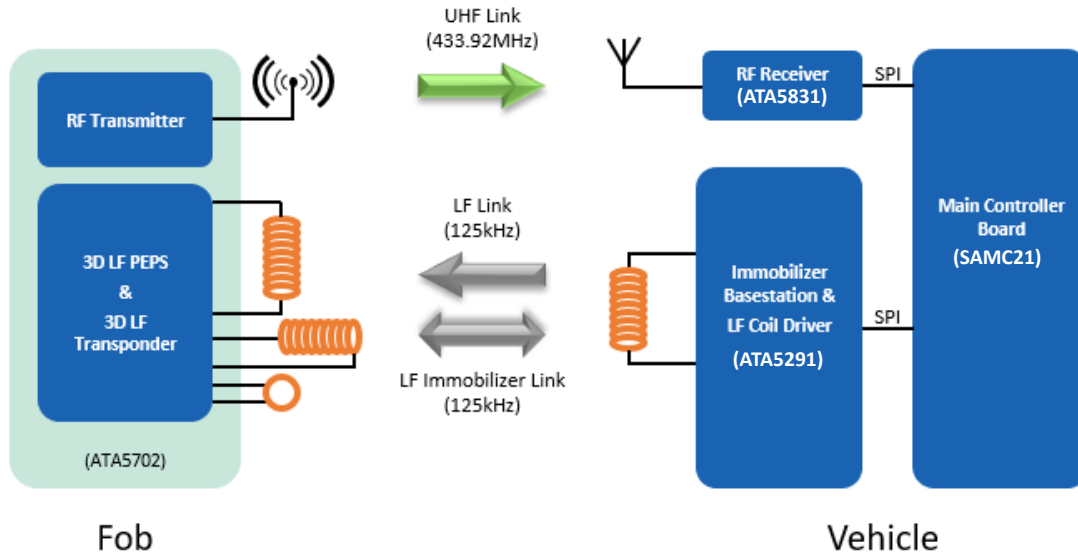 UHF Link
(433.92MHz)
RF Transmitter
RF Receiver
(ATA5831)
SPI
3D LF PEPS
&
3D LF
Transponder
(ATA5702)
LF Link
(125kHz)
LF Immobilizer Link
(125kHz)
Immobilizer
Basestation &
LF Coil Driver
(ATA5291)
SPI
Main Controller
Board
(SAMC21)
Fob
Vehicle